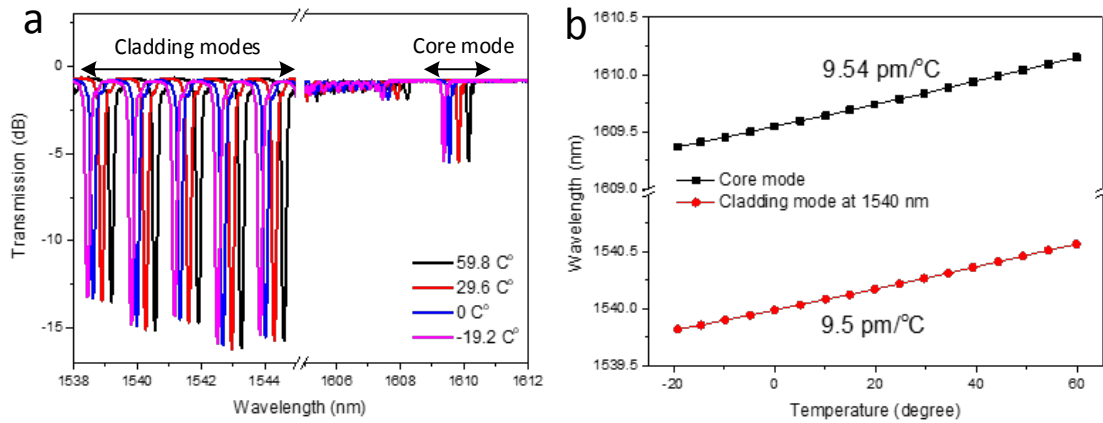 a
Cladding modes
Core mode
Transmission (dB)
0
-5
-10
-15
59.8 C°
29.6 C°
0 C°
-19.2 C°
1538 1540 1542 1544 1606 1608 1610 1612
Wavelength (nm)
b
Wavelength (nm)
1610.5
1610.0
1609.5
1609.0
1540.5
1540.0
1539.5
9.54 pm/°C
Core mode
Cladding mode at 1540 nm
9.5 pm/°C
-20 0 20 40 60
Temperature (degree)